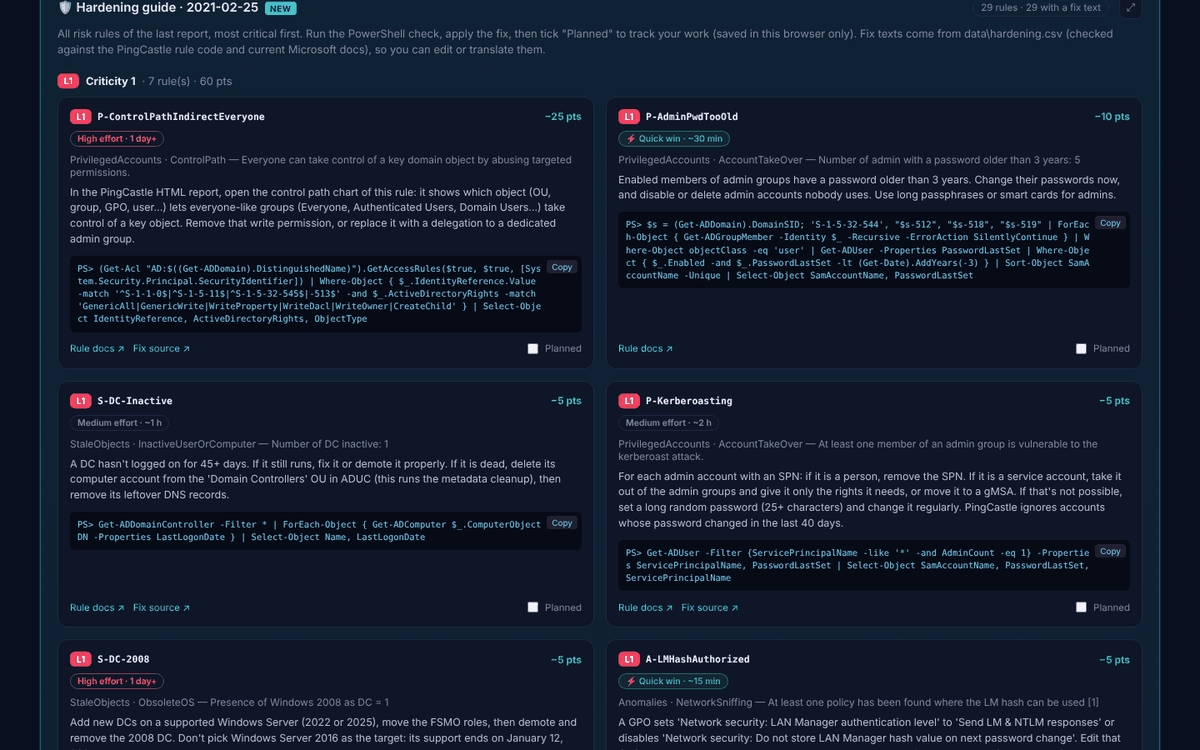 🛡️ Hardening guide · 2021-02-25 NEW
29 rules · 29 with a fix text
All risk rules of the last report, most critical first. Run the PowerShell check, apply the fix, then tick "Planned" to track your work (saved in this browser only). Fix texts come from data\hardening.csv (checked
against the PingCastle rule code and current Microsoft docs), so you can edit or translate them.
L1 Criticity 1 · 7 rule(s) · 60 pts
L1 P-ControlPathIndirectEveryone −25 pts
High effort · 1 day+
PrivilegedAccounts · ControlPath — Everyone can take control of a key domain object by abusing targeted
permissions.
In the PingCastle HTML report, open the control path chart of this rule: it shows which object (OU,
group, GPO, user...) lets everyone-like groups (Everyone, Authenticated Users, Domain Users...) take
control of a key object. Remove that write permission, or replace it with a delegation to a dedicated
admin group.
PS> (Get-Acl "AD:$((Get-ADDomain).DistinguishedName)").GetAccessRules($true, $true, [Sys
Copy
tem.Security.Principal.SecurityIdentifier]) | Where-Object { $_.IdentityReference.Value
-match '^S-1-1-0$|^S-1-5-11$|^S-1-5-32-545$|-513$' -and $_.ActiveDirectoryRights -match
'GenericAll|GenericWrite|WriteProperty|WriteDacl|WriteOwner|CreateChild' } | Select-Obje
ct IdentityReference, ActiveDirectoryRights, ObjectType
Rule docs ↗ Fix source ↗ Planned
L1 P-AdminPwdTooOld −10 pts
⚡ Quick win · ~30 min
PrivilegedAccounts · AccountTakeOver — Number of admin with a password older than 3 years: 5
Enabled members of admin groups have a password older than 3 years. Change their passwords now,
and disable or delete admin accounts nobody uses. Use long passphrases or smart cards for admins.
PS> $s = (Get-ADDomain).DomainSID; 'S-1-5-32-544', "$s-512", "$s-518", "$s-519" | ForEac
Copy
h-Object { Get-ADGroupMember -Identity $_ -Recursive -ErrorAction SilentlyContinue } | W
here-Object objectClass -eq 'user' | Get-ADUser -Properties PasswordLastSet | Where-Obje
ct { $_.Enabled -and $_.PasswordLastSet -lt (Get-Date).AddYears(-3) } | Sort-Object SamA
ccountName -Unique | Select-Object SamAccountName, PasswordLastSet
Rule docs ↗ Planned
L1 S-DC-Inactive −5 pts
Medium effort · ~1 h
StaleObjects · InactiveUserOrComputer — Number of DC inactive: 1
A DC hasn't logged on for 45+ days. If it still runs, fix it or demote it properly. If it is dead, delete its
computer account from the 'Domain Controllers' OU in ADUC (this runs the metadata cleanup), then
remove its leftover DNS records.
PS> Get-ADDomainController -Filter * | ForEach-Object { Get-ADComputer $_.ComputerObject
Copy
DN -Properties LastLogonDate } | Select-Object Name, LastLogonDate
Rule docs ↗ Fix source ↗ Planned
L1 P-Kerberoasting −5 pts
Medium effort · ~2 h
PrivilegedAccounts · AccountTakeOver — At least one member of an admin group is vulnerable to the
kerberoast attack.
For each admin account with an SPN: if it is a person, remove the SPN. If it is a service account, take it
out of the admin groups and give it only the rights it needs, or move it to a gMSA. If that's not possible,
set a long random password (25+ characters) and change it regularly. PingCastle ignores accounts
whose password changed in the last 40 days.
PS> Get-ADUser -Filter {ServicePrincipalName -like '*' -and AdminCount -eq 1} -Propertie
Copy
s ServicePrincipalName, PasswordLastSet | Select-Object SamAccountName, PasswordLastSet,
ServicePrincipalName
Rule docs ↗ Fix source ↗ Planned
L1 S-DC-2008 −5 pts
High effort · 1 day+
StaleObjects · ObsoleteOS — Presence of Windows 2008 as DC = 1
Add new DCs on a supported Windows Server (2022 or 2025), move the FSMO roles, then demote and
remove the 2008 DC. Don't pick Windows Server 2016 as the target: its support ends on January 12,
L1 A-LMHashAuthorized −5 pts
⚡ Quick win · ~15 min
Anomalies · NetworkSniffing — At least one policy has been found where the LM hash can be used [1]
A GPO sets 'Network security: LAN Manager authentication level' to 'Send LM & NTLM responses' or
disables 'Network security: Do not store LAN Manager hash value on next password change'. Edit that